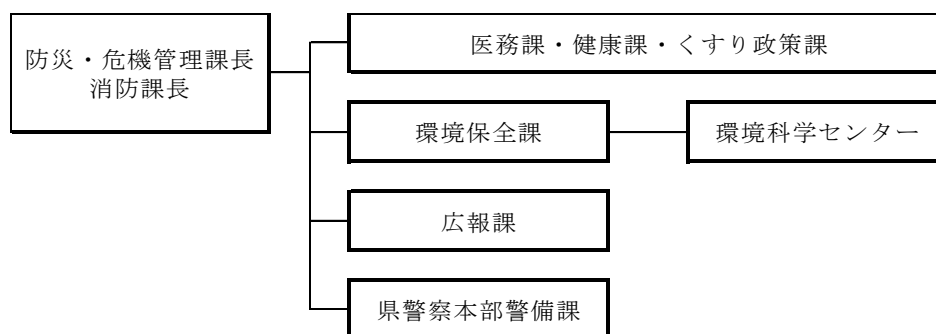 防災・危機管理課長
消防課長
医務課・健康課・くすり政策課
環境保全課
環境科学センター
広報課
県警察本部警備課